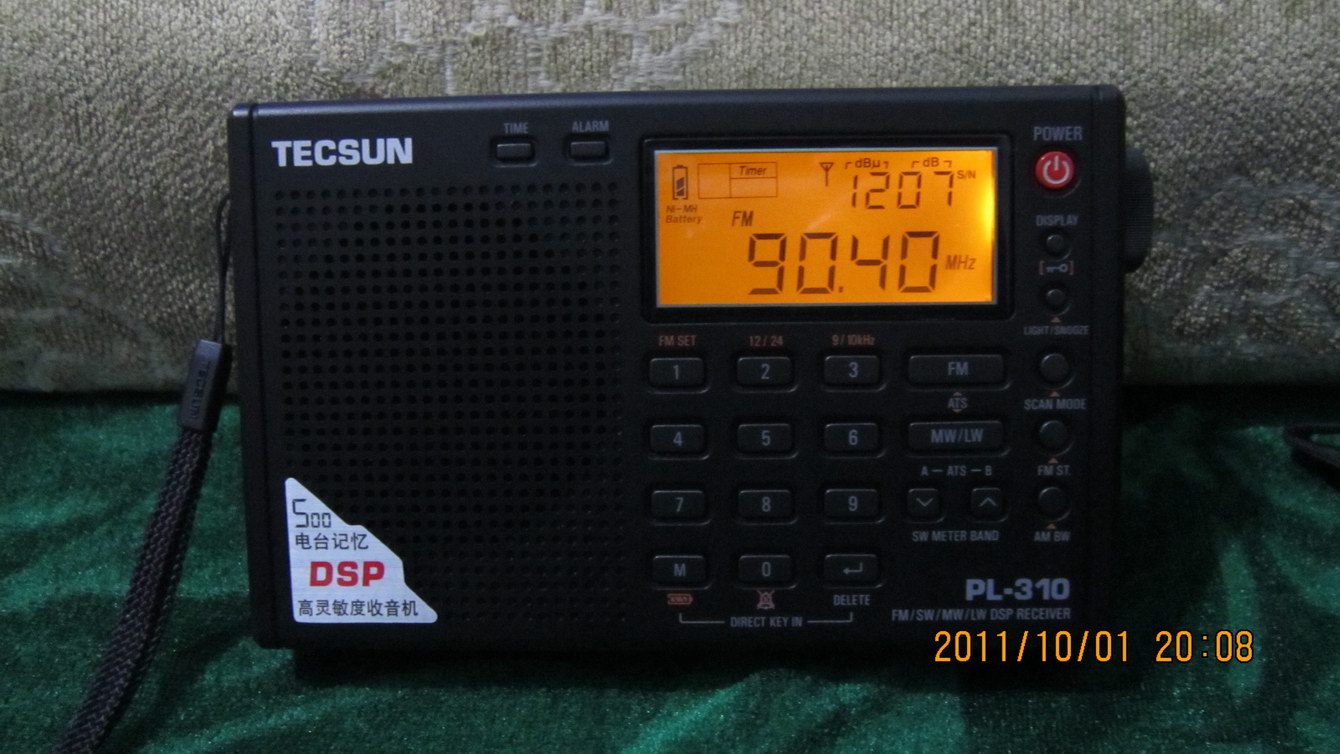 TECSUN
TIME
ALARM
POWER
Timer
dBµ
dB
1207
S/N
Ni-MH
Battery
FM
90.40
MHz
DISPLAY
LIGHT/SNOOZE
FM SET
12/24
9/10kHz
1
2
3
FM
ATS
SCAN MODE
4
5
6
MW/LW
A - ATS - B
FM ST.
7
8
9
SW METER BAND
AM BW
M
0
DELETE
DIRECT KEY IN
PL-310
FM/SW/MW/LW DSP RECEIVER
500
电台记忆
DSP
高灵敏度收音机
TECSUN
2011/10/01 20:08